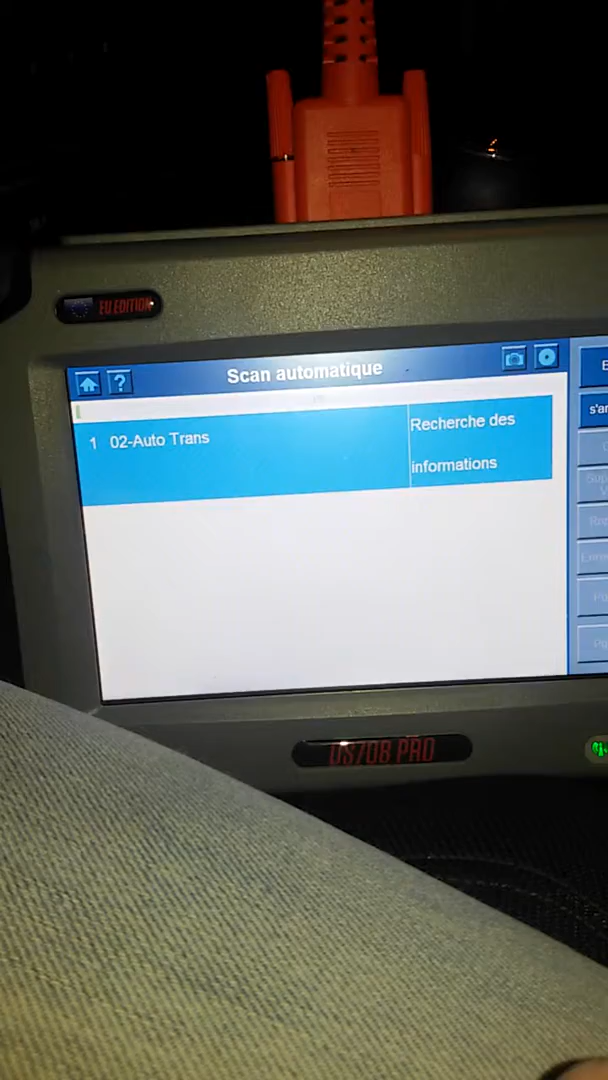 EU EDITION
Scan automatique
1 02-Auto Trans
Recherche des
informations
DS708 PRO